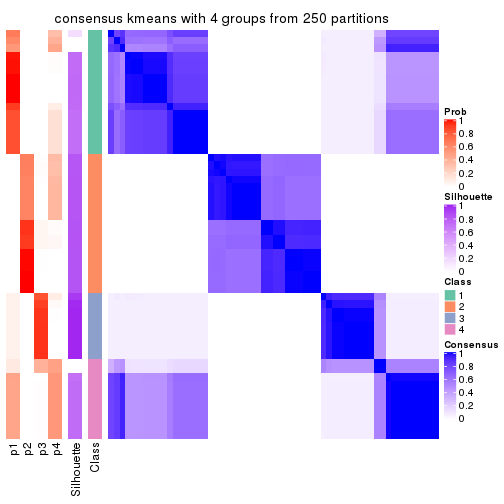 consensus kmeans with 4 groups from 250 partitions
Prob
1
0.8
0.6
0.4
0.2
0
Silhouette
1
0.8
0.6
0.4
0.2
0
Class
1
2
3
4
Consensus
1
0.8
0.6
0.4
0.2
0
p1
p2
p3
p4
Silhouette
Class